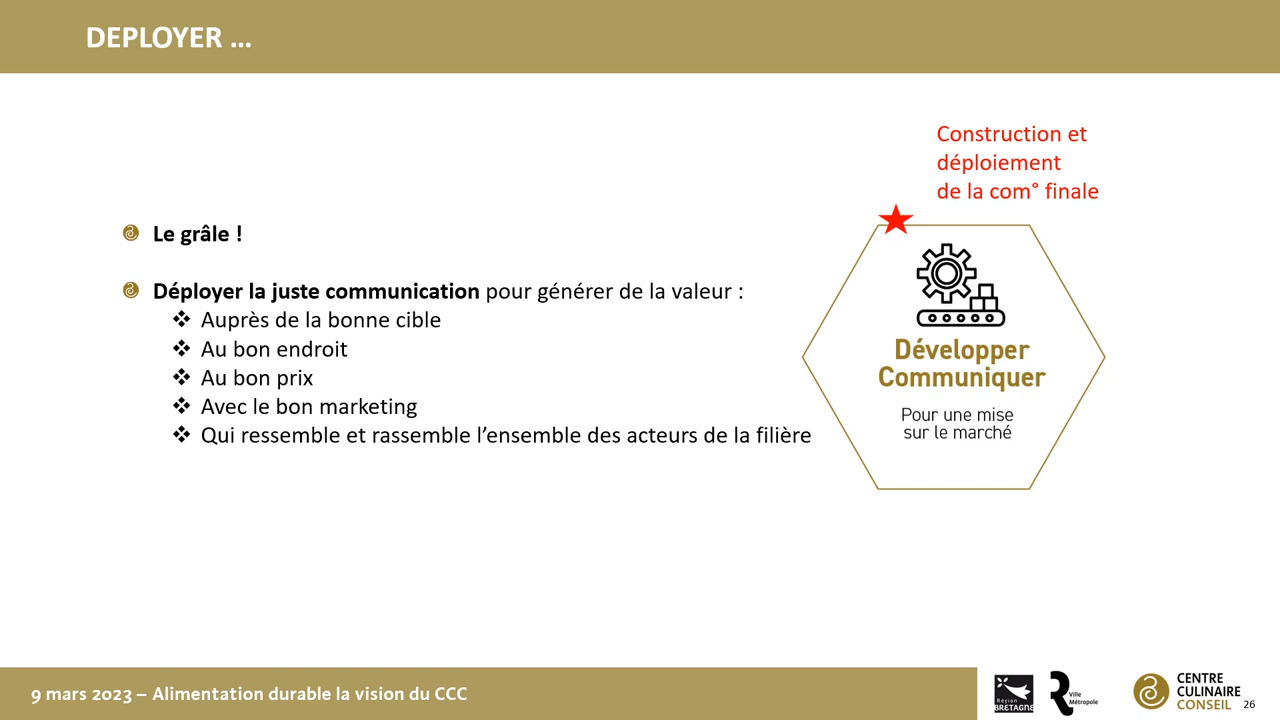 DEPLOYER ...
Construction et
déploiement
de la com° finale
Le grâle !
Déployer la juste communication pour générer de la valeur :
Auprès de la bonne cible
Au bon endroit
Au bon prix
Avec le bon marketing
Qui ressemble et rassemble l’ensemble des acteurs de la filière
Développer
Communiquer
Pour une mise
sur le marché
9 mars 2023 – Alimentation durable la vision du CCC
Région
BRETAGNE
Ville
Métropole
CENTRE
CULINAIRE
CONSEIL
26